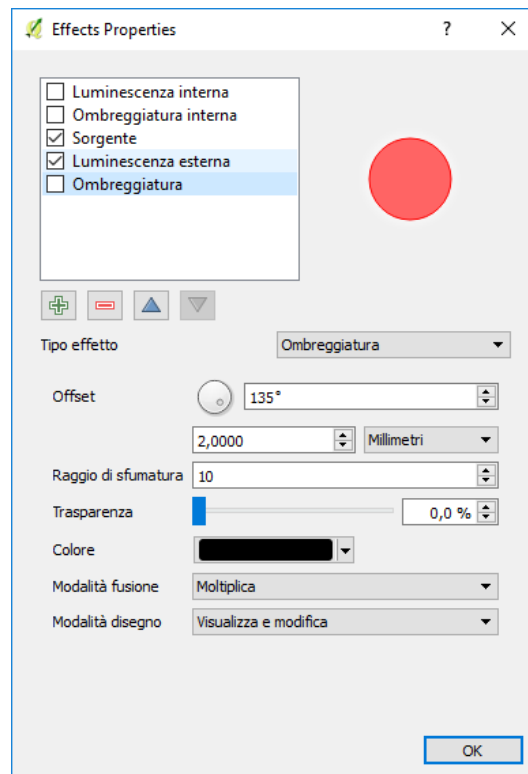 Effects Properties
?
Luminescenza interna
Ombreggiatura interna
Sorgente
Luminescenza esterna
Ombreggiatura
Tipo effetto Ombreggiatura
Offset 135°
2,0000 Millimetri
Raggio di sfumatura 10
Trasparenza 0,0 %
Colore
Modalità fusione Moltiplica
Modalità disegno Visualizza e modifica
OK